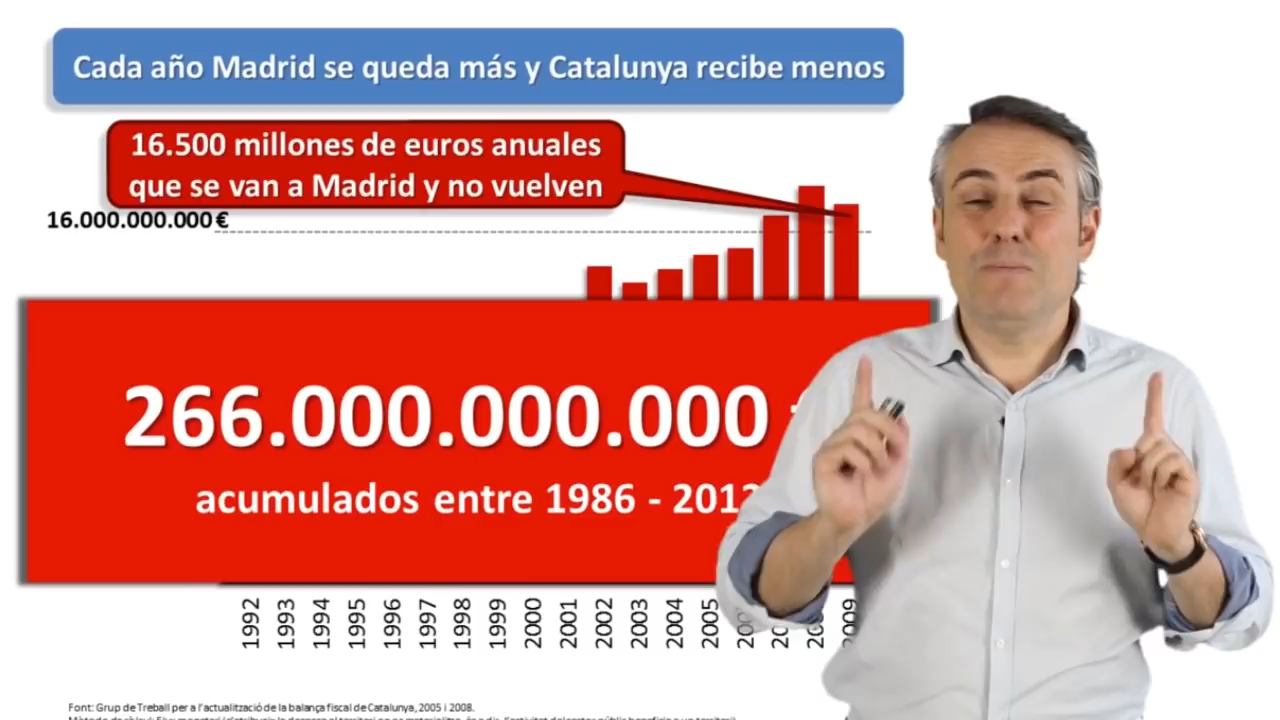 Cada año Madrid se queda más y Catalunya recibe menos
16.500 millones de euros anuales
que se van a Madrid y no vuelven
16.000.000.000 €
266.000.000.000
acumulados entre 1986 - 201
1992 1993 1994 1995 1996 1997 1998 1999 2000 2001 2002 2003 2004 2005 2009
Font: Grup de Treball per a l'actualització de la balança fiscal de Catalunya, 2005 i 2008.